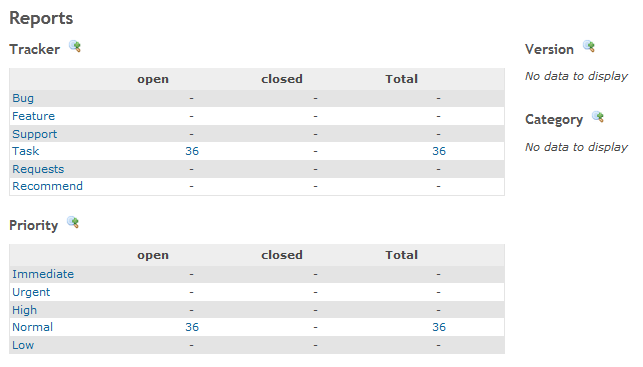 Reports
Tracker
open closed Total
Bug - - -
Feature - - -
Support - - -
Task 36 - 36
Requests - - -
Recommend - - -
Priority
open closed Total
Immediate - - -
Urgent - - -
High - - -
Normal 36 - 36
Low - - -
Version
No data to display
Category
No data to display